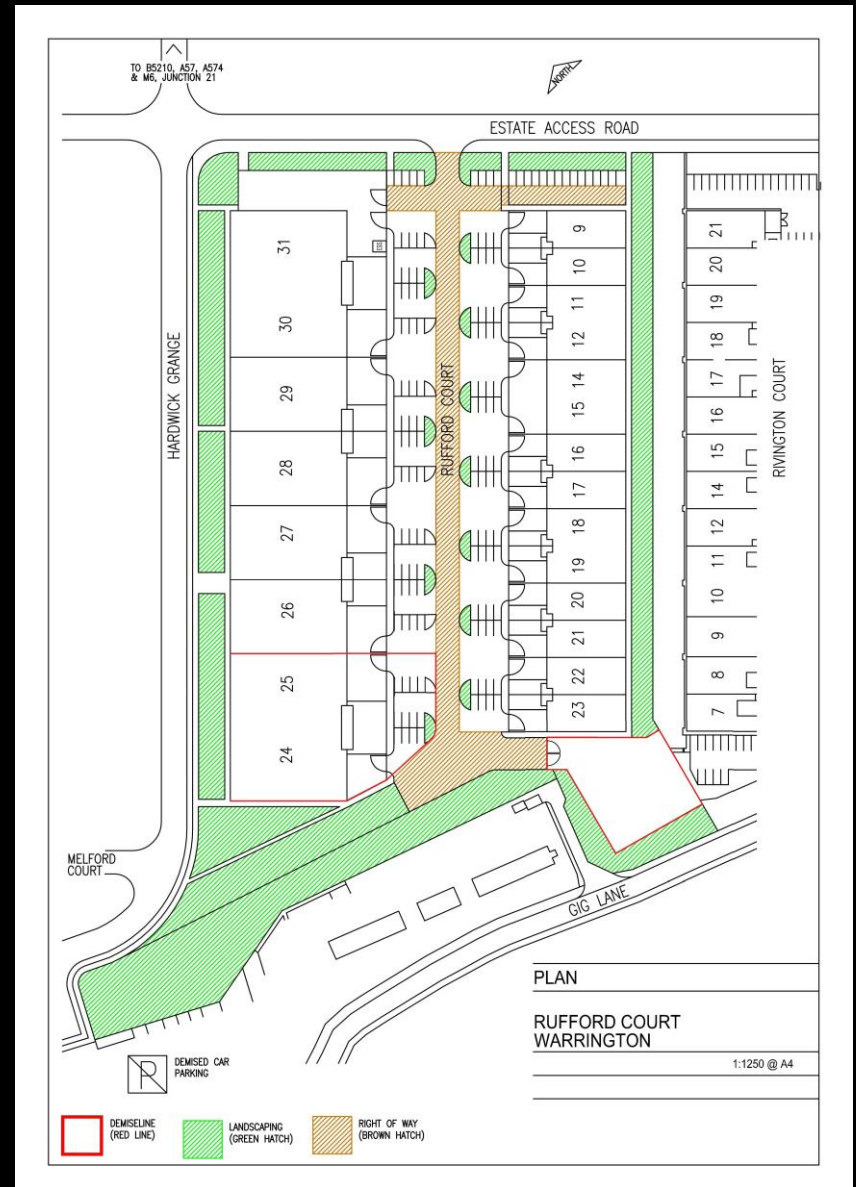 TO B5210, A57, A574
& M6, JUNCTION 21
NORTH
ESTATE ACCESS ROAD
HARDWICK GRANGE
31
30
29
28
27
26
25
24
RUFFORD COURT
9
10
11
12
14
15
16
17
18
19
20
21
22
23
21
20
19
18
17
16
15
14
12
11
10
9
8
7
RIVINGTON COURT
MELFORD
COURT
GIG LANE
PLAN
RUFFORD COURT
WARRINGTON
1:1250 @ A4
P
DEMISED CAR
PARKING
DEMISELINE
(RED LINE)
LANDSCAPING
(GREEN HATCH)
RIGHT OF WAY
(BROWN HATCH)